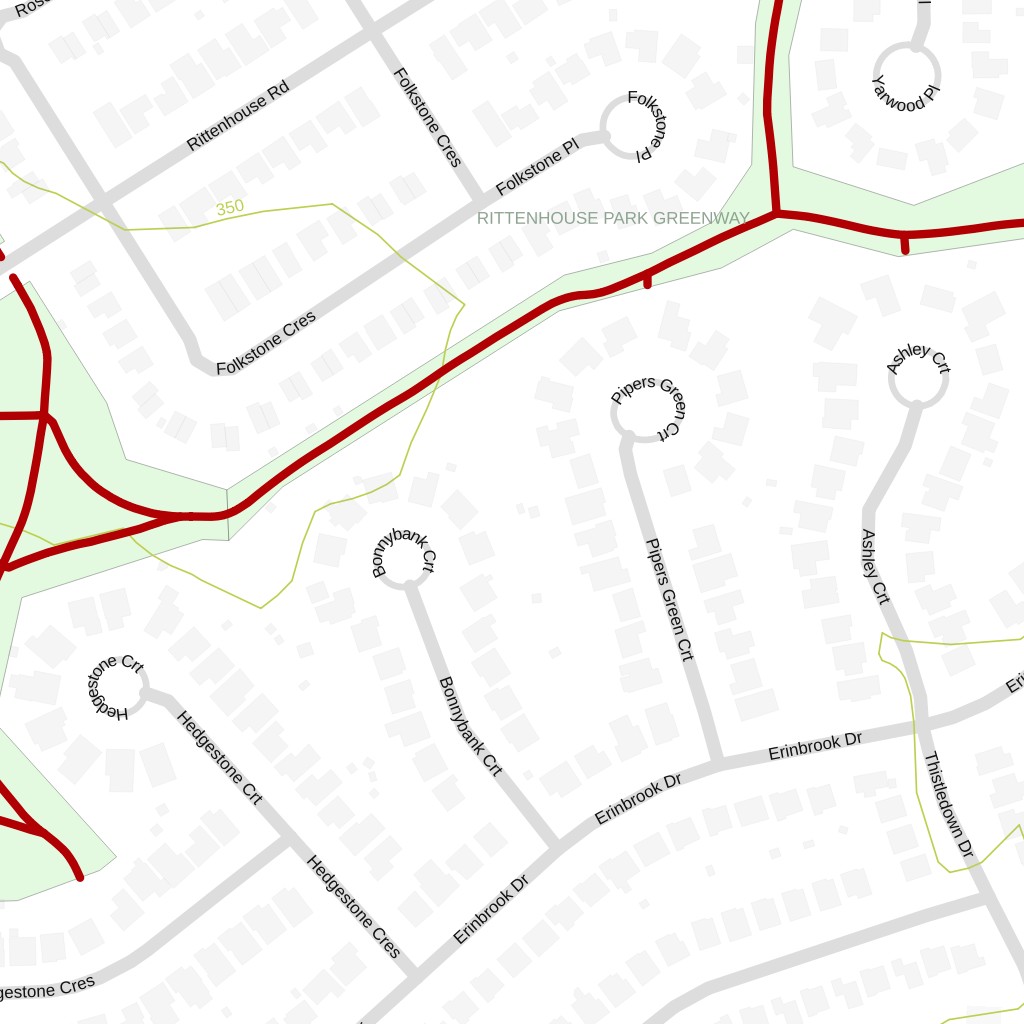 Ros
Folkstone Cres
Rittenhouse Rd
Folkstone Pl
Folkstone Pl
Yarwood Pl
350
RITTENHOUSE PARK GREENWAY
Folkstone Cres
Ashley Crt
Pipers Green Crt
Bonnybank Crt
Ashley Crt
Pipers Green Crt
Hedgestone Crt
Bonnybank Crt
Hedgestone Crt
Erinbrook Dr
Erinbrook Dr
Eri
Thistledown Dr
Hedgestone Cres
Erinbrook Dr
gestone Cres